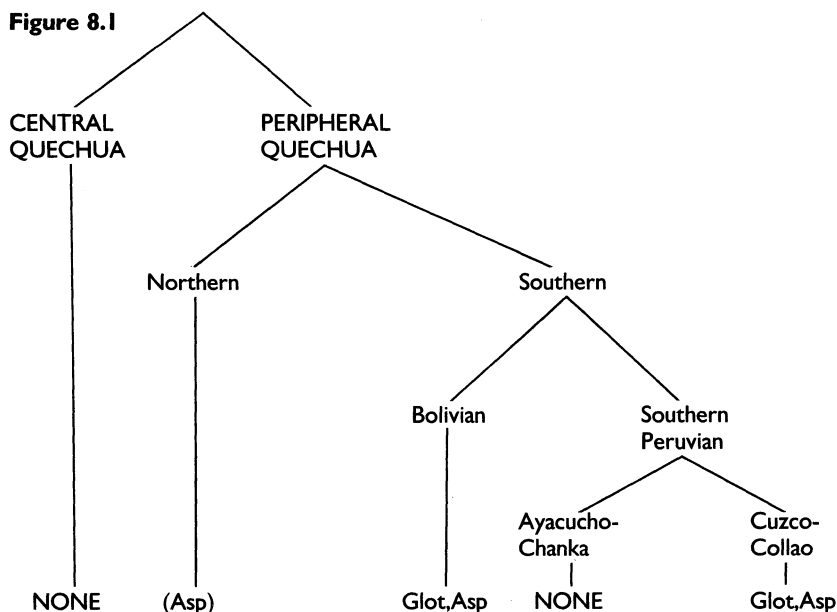 Figure 8.1
CENTRAL
QUECHUA
PERIPHERAL
QUECHUA
Northern
Southern
Bolivian
Southern
Peruvian
Ayacucho-
Chanka
Cuzco-
Collao
NONE
(Asp)
Glot,Asp
NONE
Glot,Asp